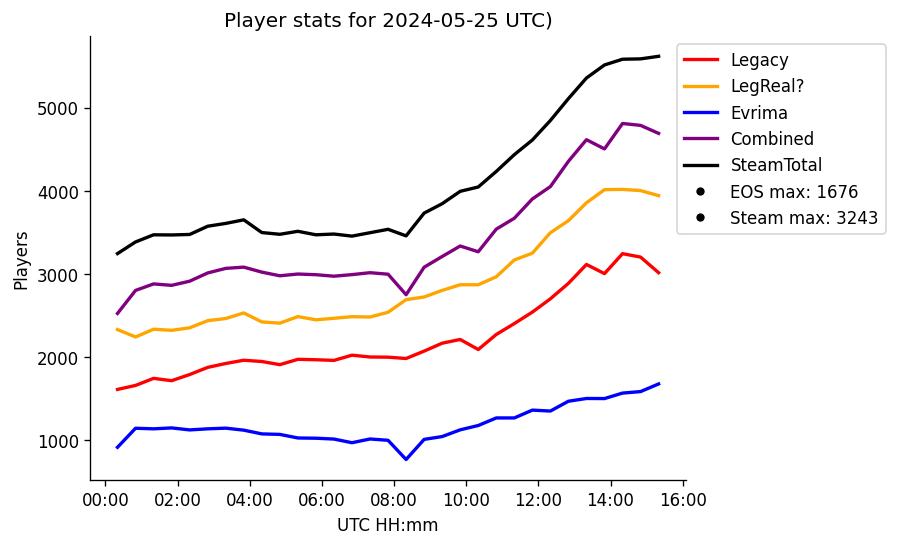 Player stats for 2024-05-25 UTC)
Legacy
LegReal?
Evrima
Combined
SteamTotal
EOS max: 1676
Steam max: 3243
Players
5000
4000
3000
2000
1000
00:00 02:00 04:00 06:00 08:00 10:00 12:00 14:00 16:00
UTC HH:mm